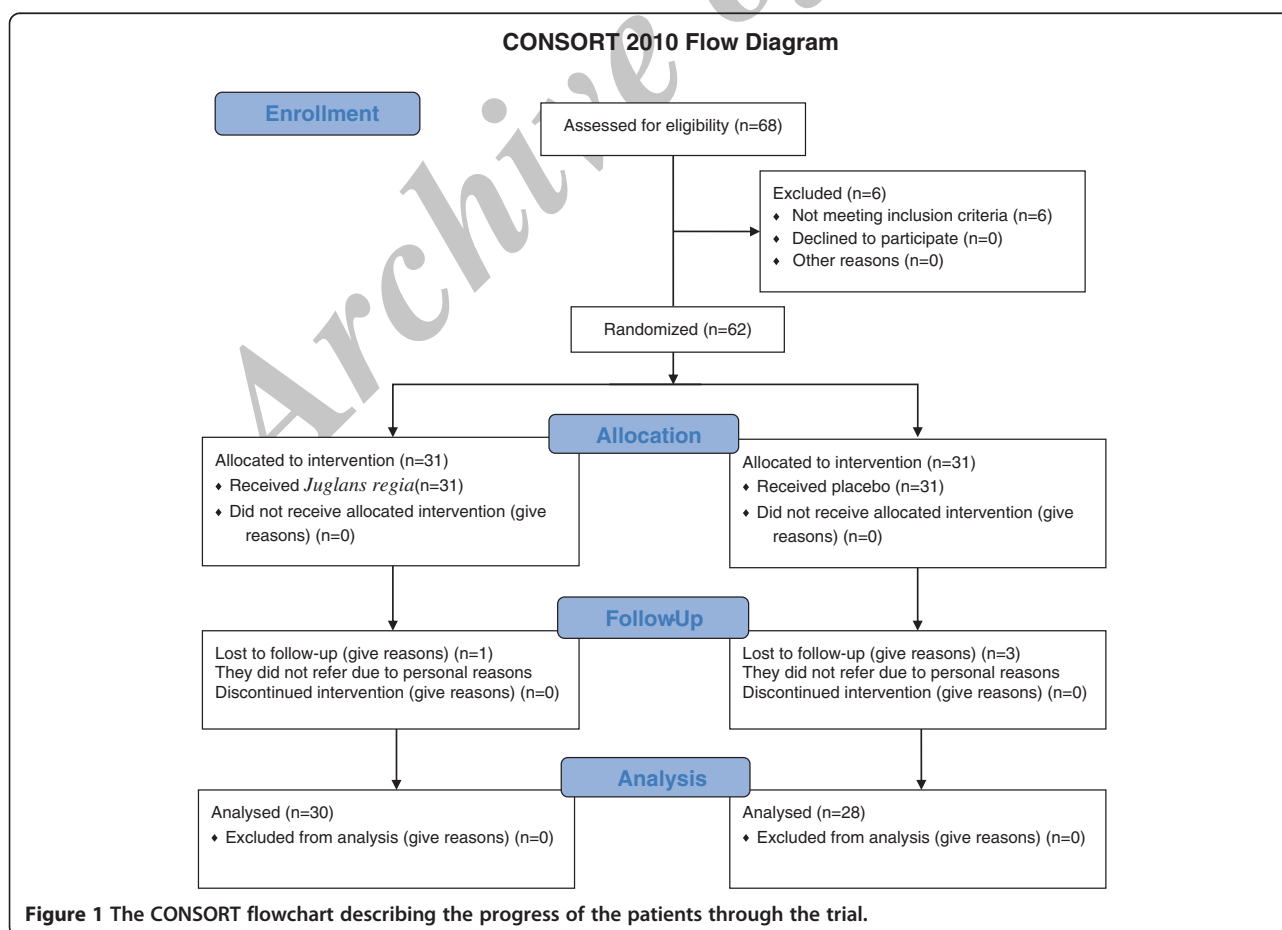 CONSORT 2010 Flow Diagram
Enrollment
Assessed for eligibility (n=68)
Excluded (n=6)
♦ Not meeting inclusion criteria (n=6)
♦ Declined to participate (n=0)
♦ Other reasons (n=0)
Randomized (n=62)
Allocation
Allocated to intervention (n=31)
♦ Received Juglans regia(n=31)
♦ Did not receive allocated intervention (give
reasons) (n=0)
Allocated to intervention (n=31)
♦ Received placebo (n=31)
♦ Did not receive allocated intervention (give
reasons) (n=0)
Follow-Up
Lost to follow-up (give reasons) (n=1)
They did not refer due to personal reasons
Discontinued intervention (give reasons) (n=0)
Lost to follow-up (give reasons) (n=3)
They did not refer due to personal reasons
Discontinued intervention (give reasons) (n=0)
Analysis
Analysed (n=30)
♦ Excluded from analysis (give reasons) (n=0)
Analysed (n=28)
♦ Excluded from analysis (give reasons) (n=0)
Figure 1 The CONSORT flowchart describing the progress of the patients through the trial.
Archive